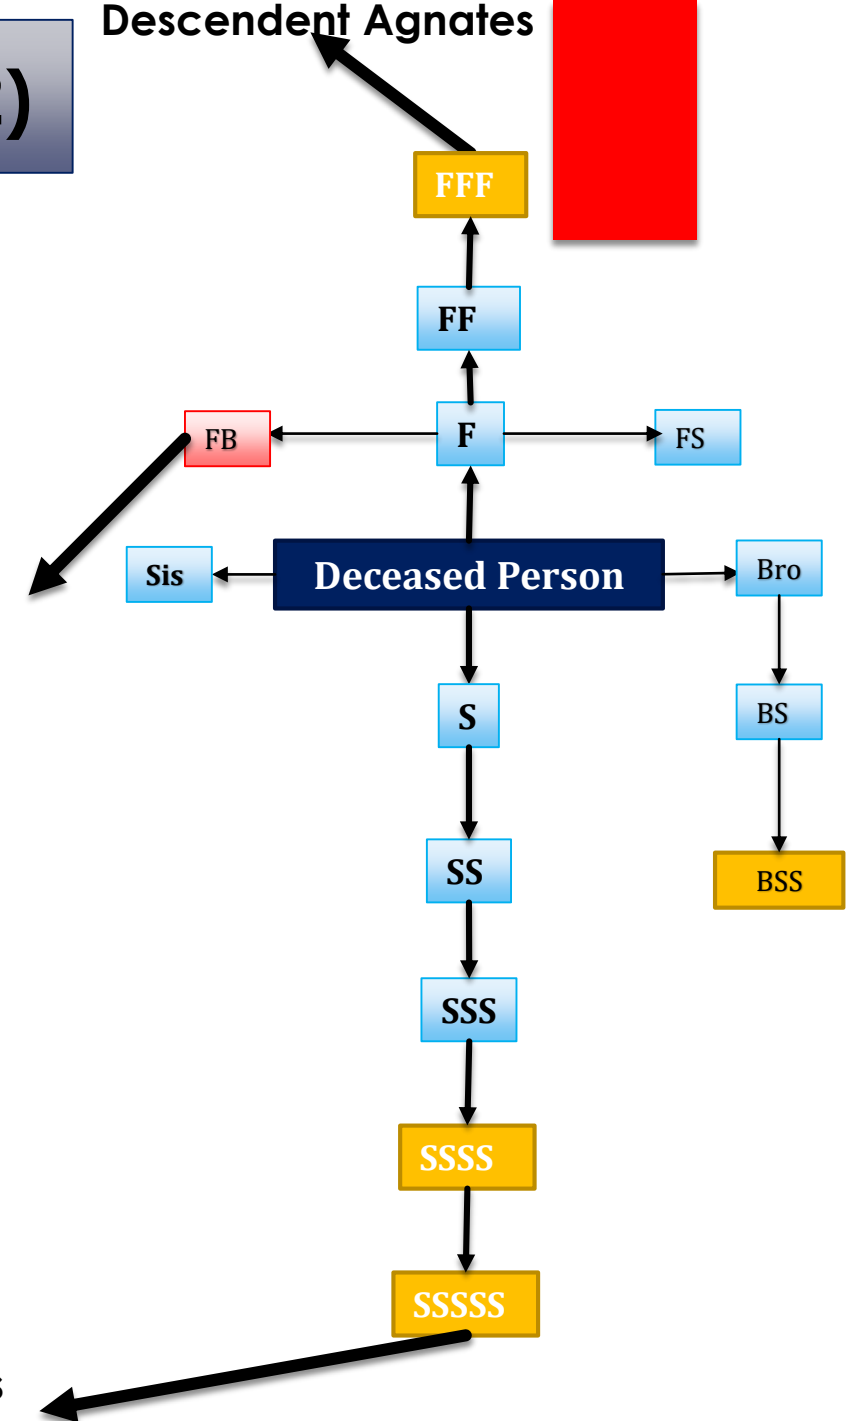 Descendent Agnates
)
FFF
FF
FB
F
FS
Sis
Deceased Person
Bro
S
BS
SS
BSS
SSS
SSSS
SSSSS
s